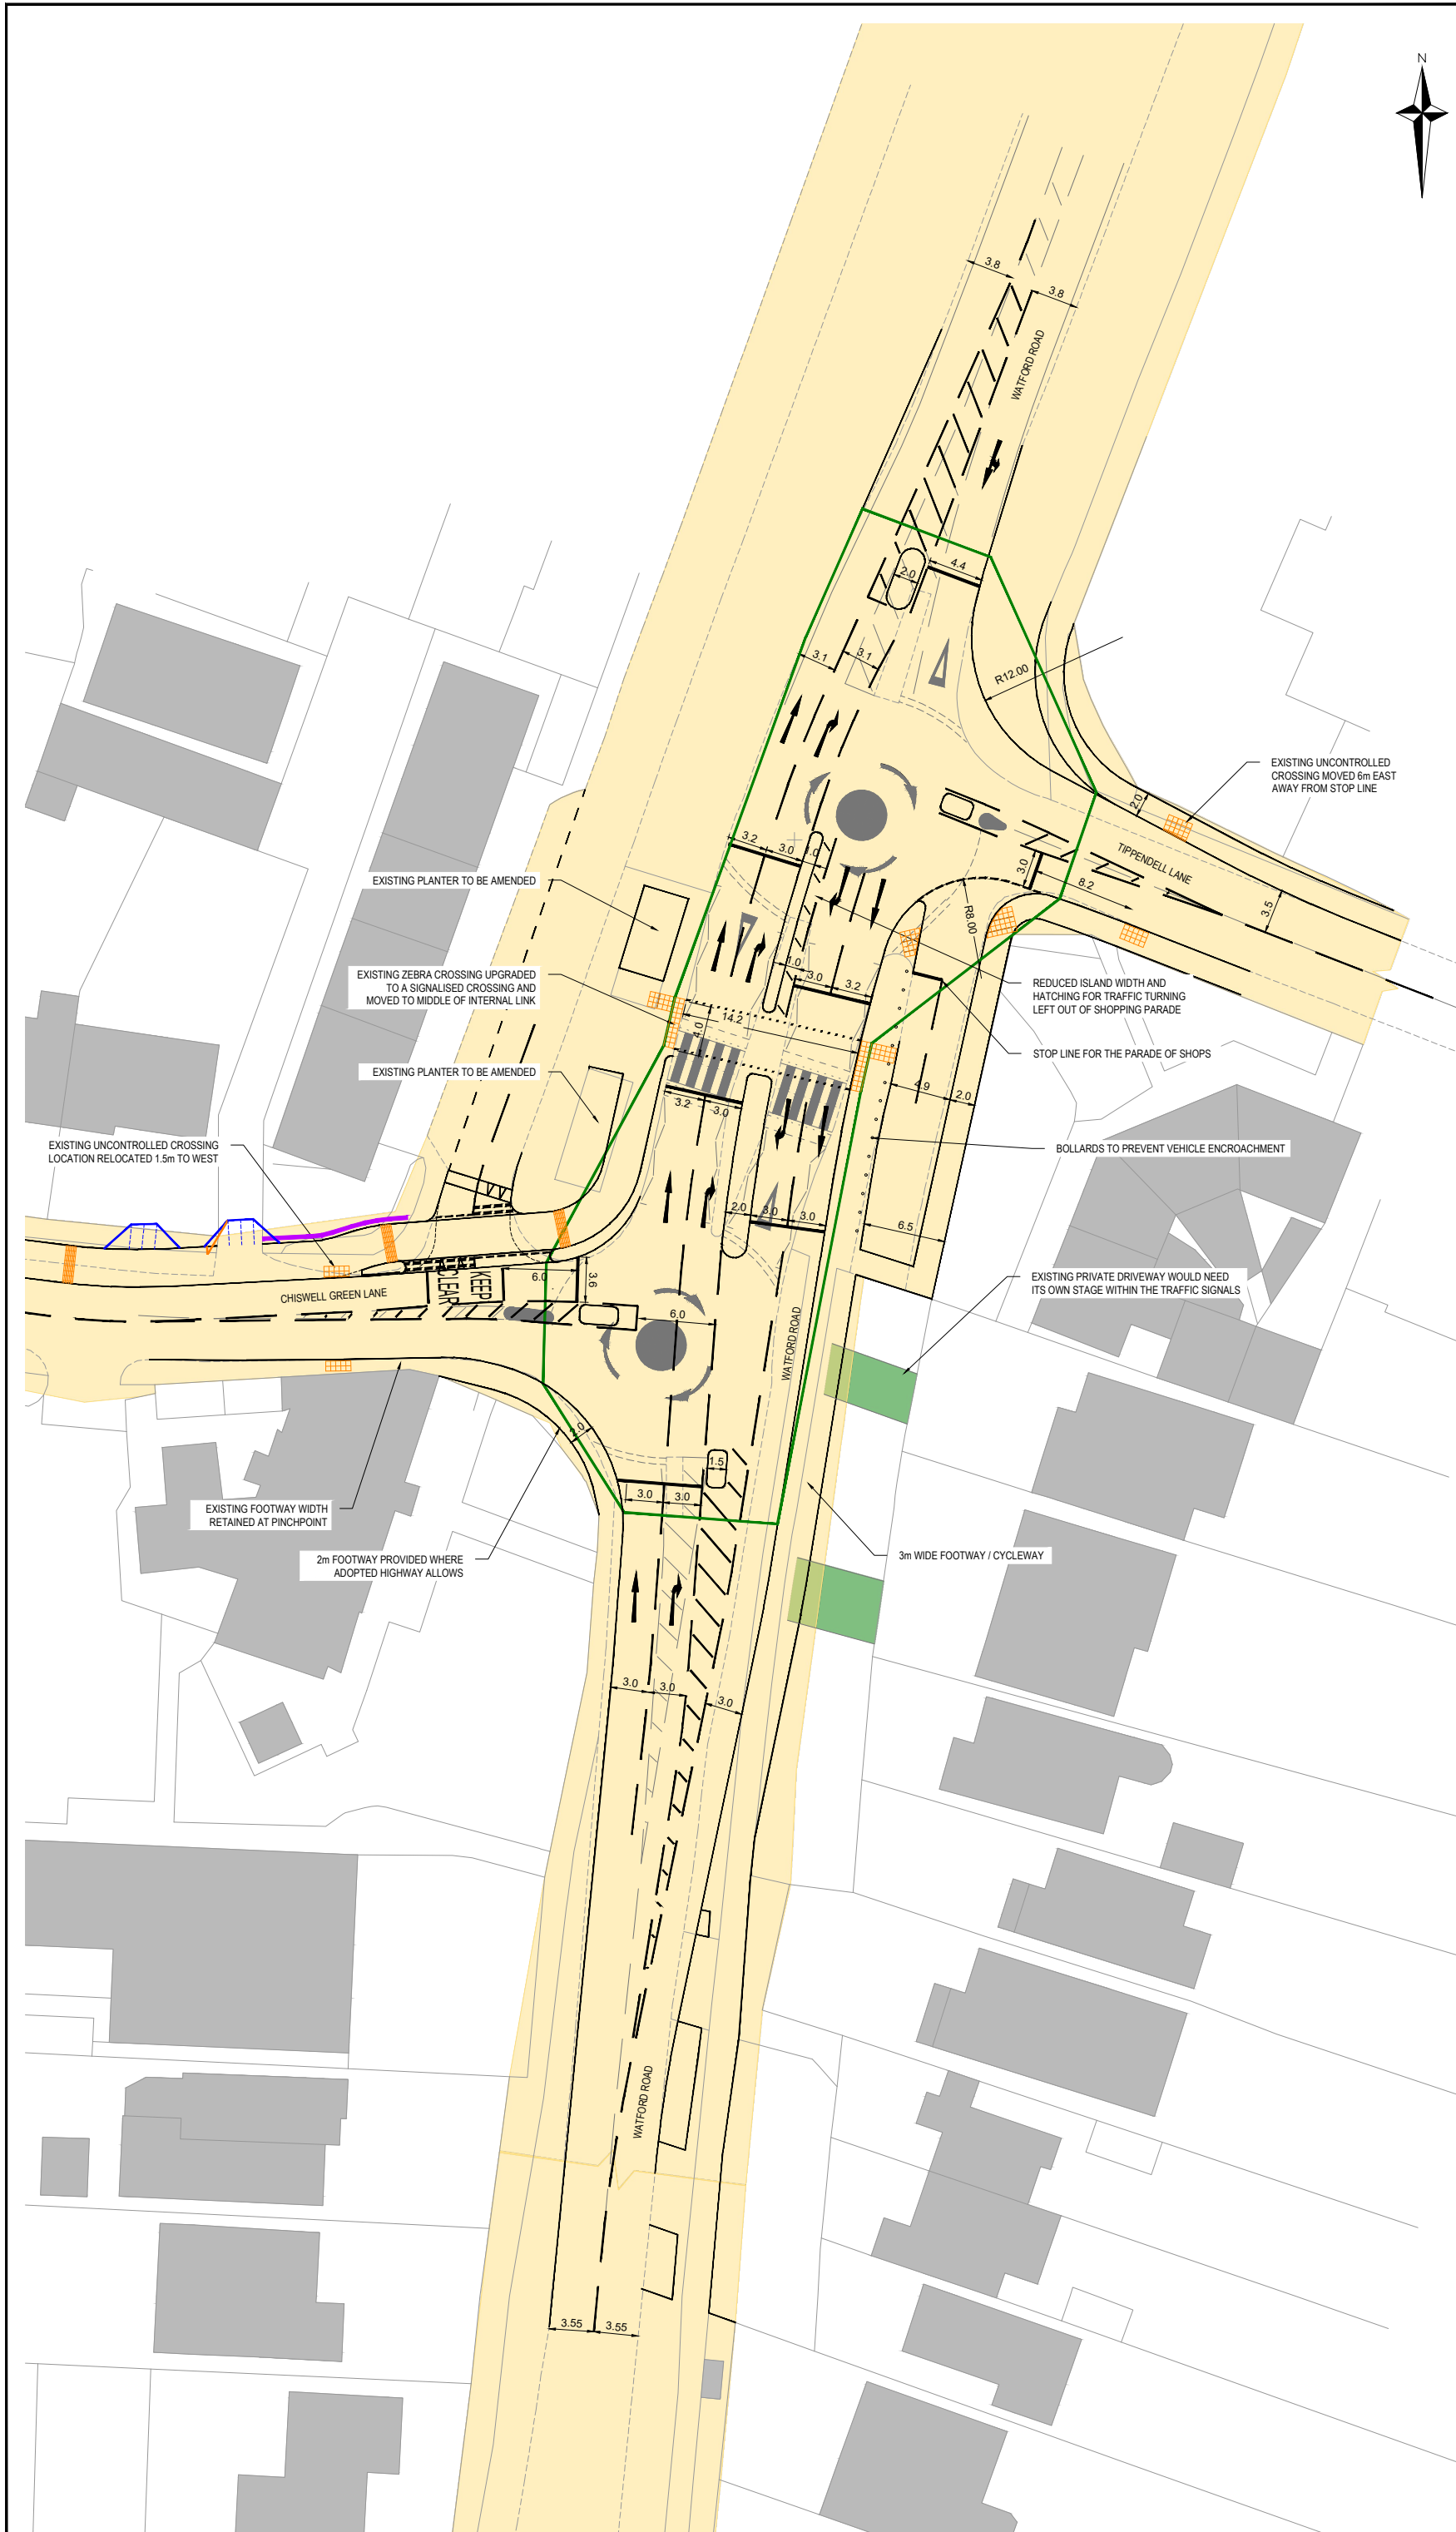 N
3.8
3.8
WATFORD ROAD
4.4
2.0
3.1
3.1
R12.00
EXISTING UNCONTROLLED
CROSSING MOVED 6m EAST
AWAY FROM STOP LINE
2.0
TIPPENDELL LANE
3.2
3.0
1.0
3.0
8.2
3.5
EXISTING PLANTER TO BE AMENDED
R8.00
EXISTING ZEBRA CROSSING UPGRADED
TO A SIGNALISED CROSSING AND
MOVED TO MIDDLE OF INTERNAL LINK
1.0
3.0
3.2
REDUCED ISLAND WIDTH AND
HATCHING FOR TRAFFIC TURNING
LEFT OUT OF SHOPPING PARADE
14.2
4.0
STOP LINE FOR THE PARADE OF SHOPS
EXISTING PLANTER TO BE AMENDED
3.2
3.0
4.9
2.0
EXISTING UNCONTROLLED CROSSING
LOCATION RELOCATED 1.5m TO WEST
BOLLARDS TO PREVENT VEHICLE ENCROACHMENT
2.0
3.0
3.0
6.5
KEEP
CLEAR
6.0
3.6
CHISWELL GREEN LANE
EXISTING PRIVATE DRIVEWAY WOULD NEED
ITS OWN STAGE WITHIN THE TRAFFIC SIGNALS
6.0
WATFORD ROAD
1.5
3.0
3.0
EXISTING FOOTWAY WIDTH
RETAINED AT PINCHPOINT
2m FOOTWAY PROVIDED WHERE
ADOPTED HIGHWAY ALLOWS
3m WIDE FOOTWAY / CYCLEWAY
3.0
3.0
3.0
WATFORD ROAD
3.55
3.55